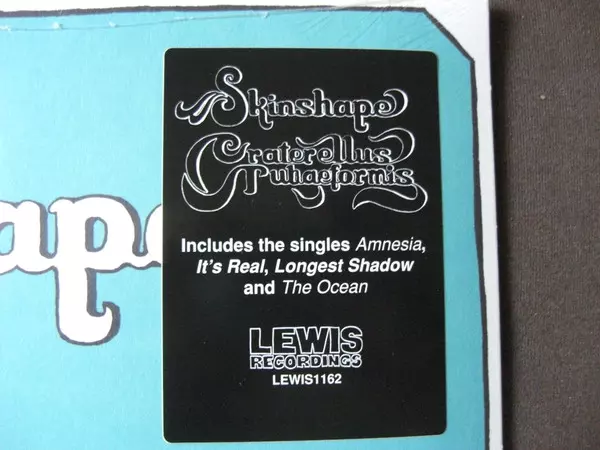 ape
Skinshape
Craterellus
Tubaeformis
Includes the singles Amnesia,
It's Real, Longest Shadow
and The Ocean
LEWIS
RECORDINGS
LEWIS1162